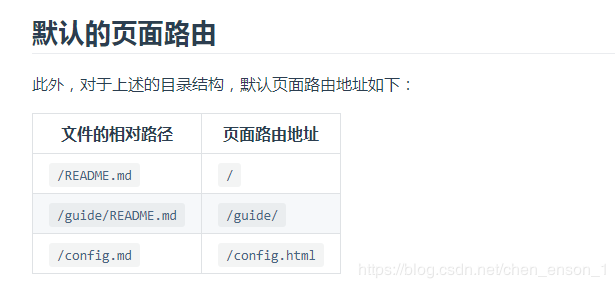 默认的页面路由
此外，对于上述的目录结构，默认页面路由地址如下：
文件的相对路径 页面路由地址
/README.md /
/guide/README.md /guide/
/config.md /config.html
https://blog.csdn.net/chen_enson_1